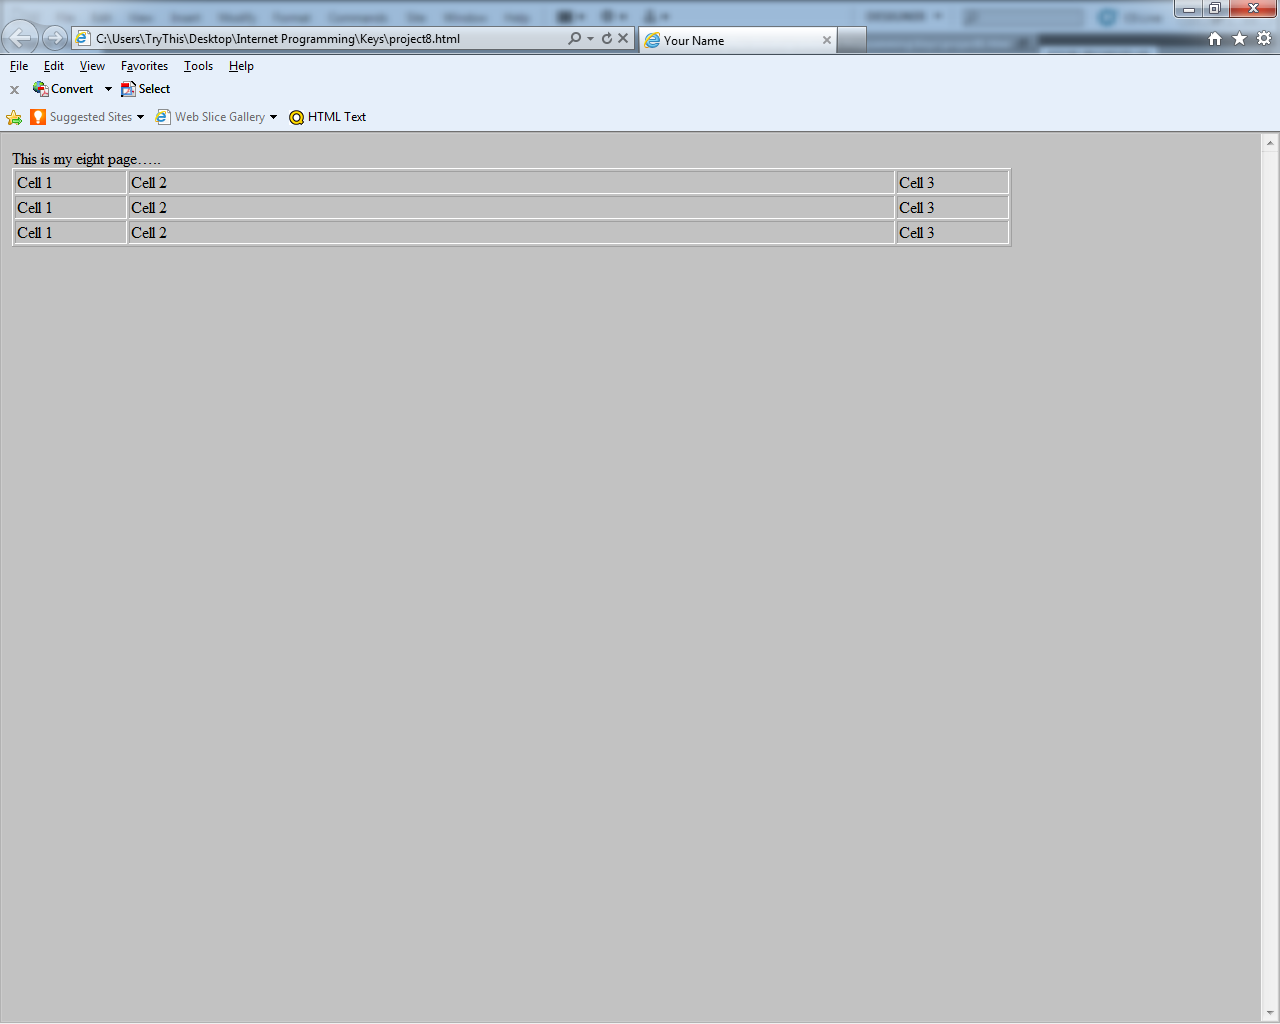 C:\Users\TryThis\Desktop\Internet Programming\Keys\project8.html
Your Name
File Edit View Favorites Tools Help
x Convert Select
Suggested Sites Web Slice Gallery HTML Text
This is my eight page…..
Cell 1 Cell 2 Cell 3
Cell 1 Cell 2 Cell 3
Cell 1 Cell 2 Cell 3